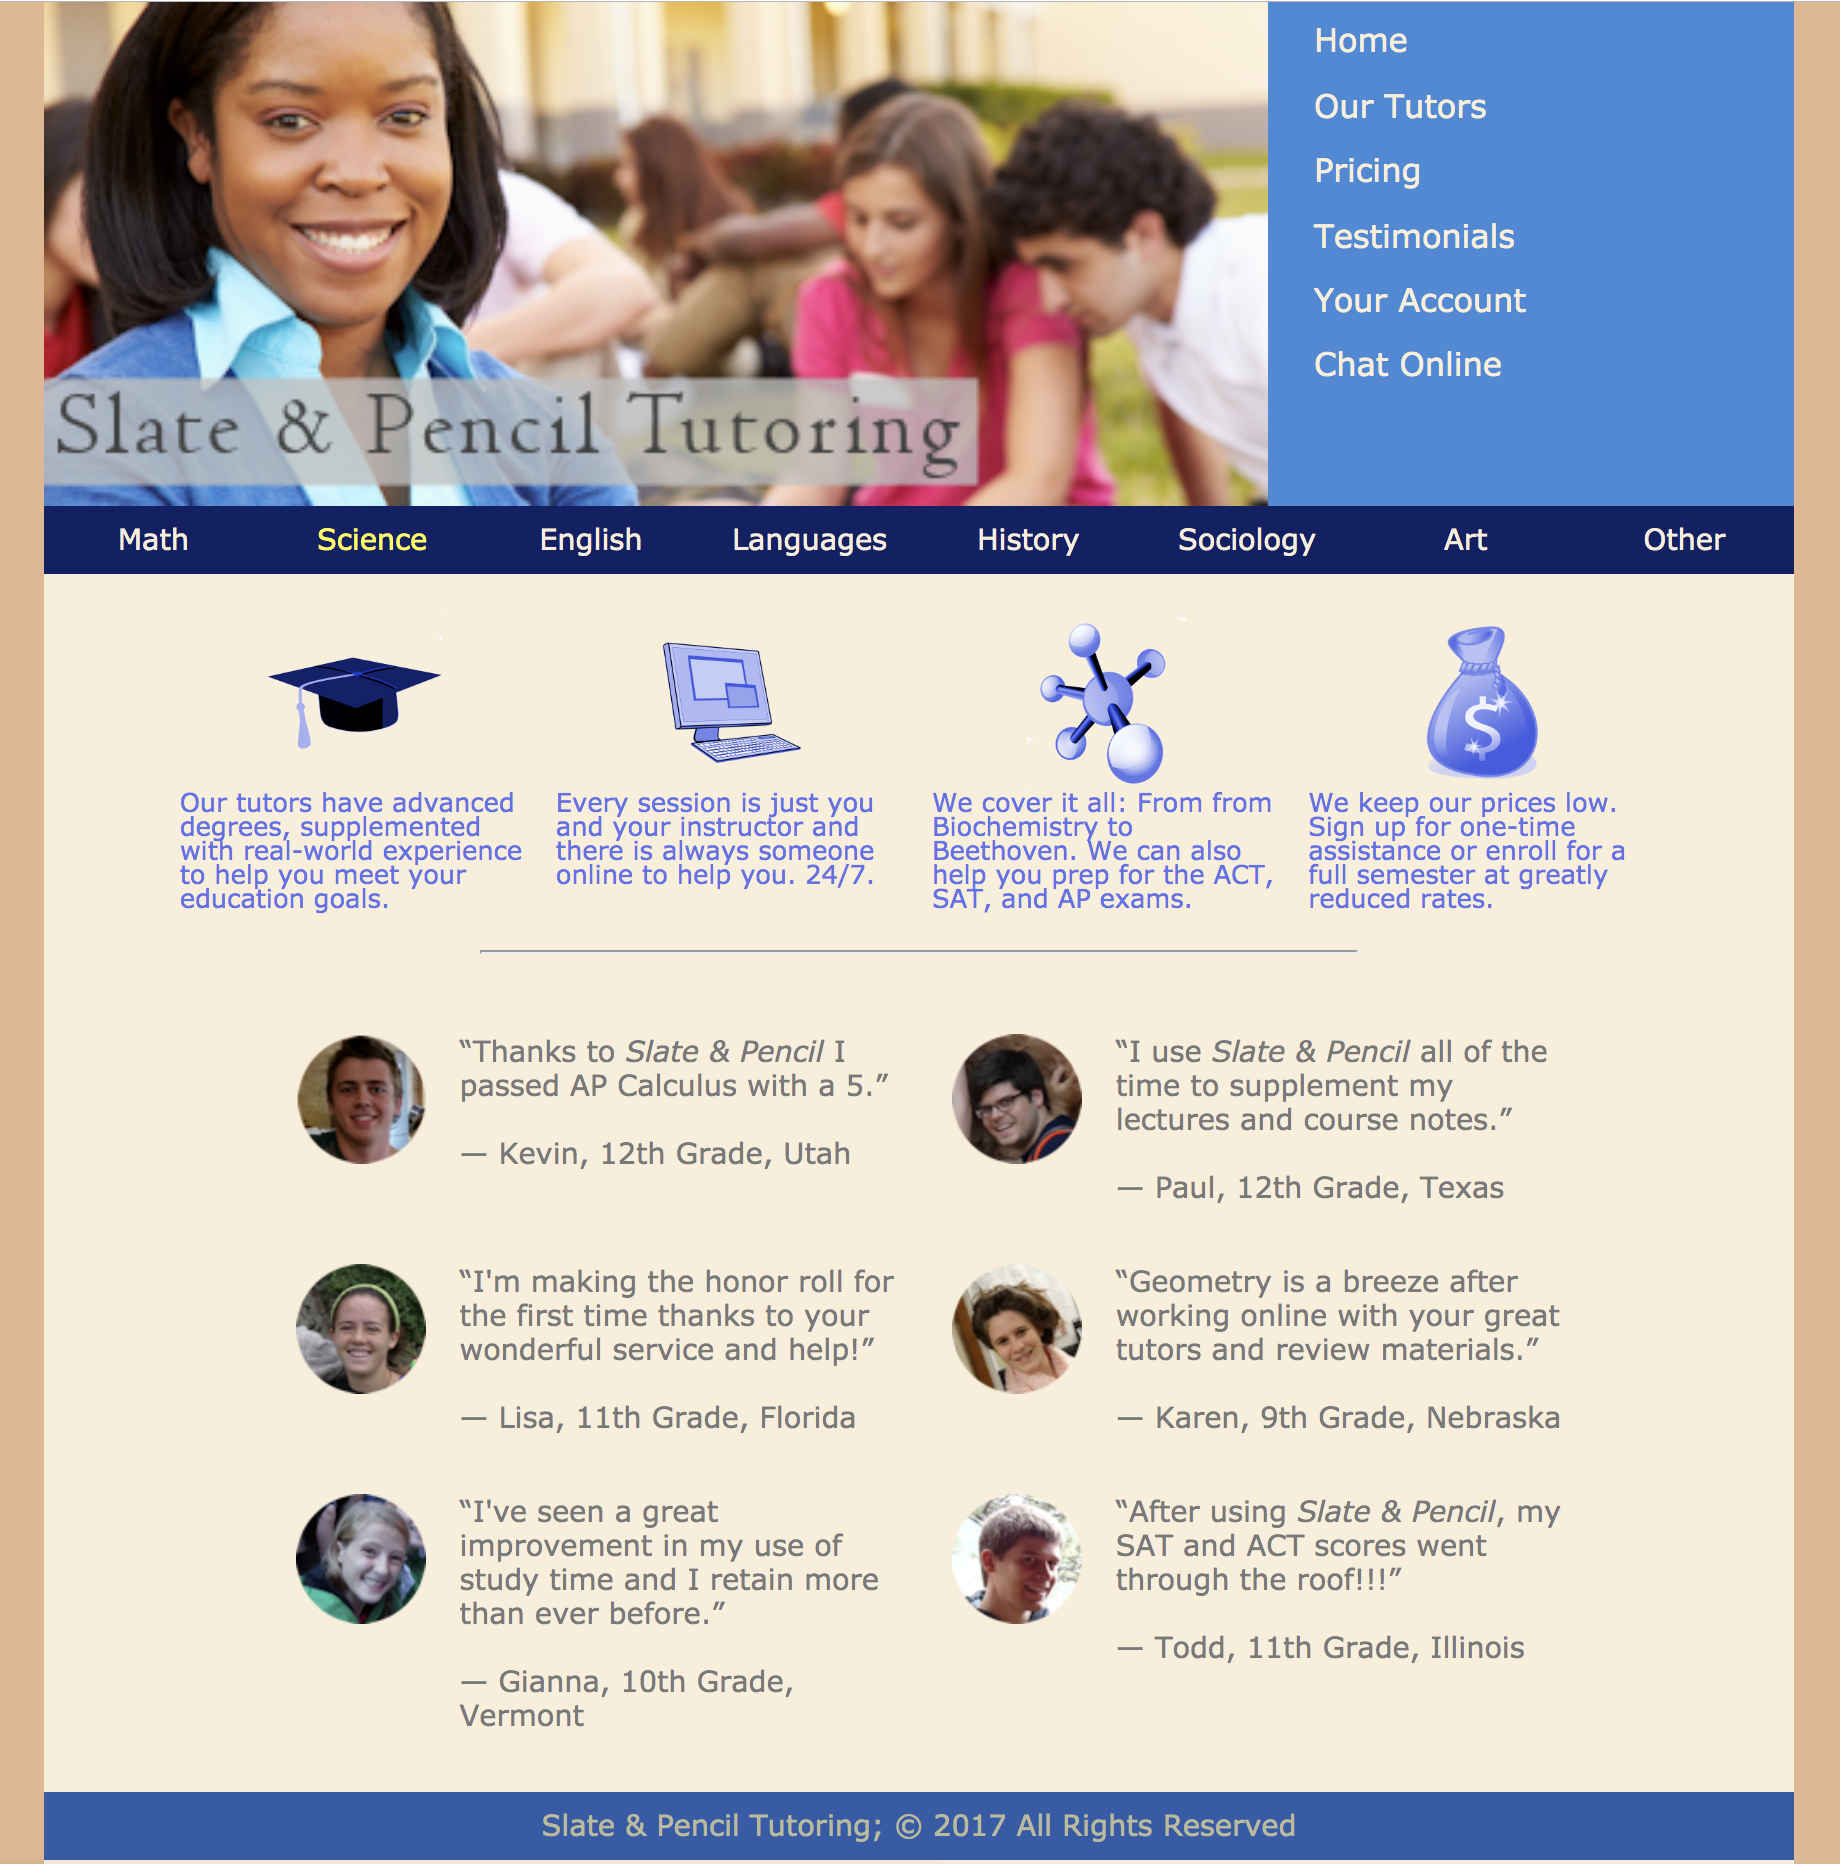 Home
Our Tutors
Pricing
Testimonials
Your Account
Chat Online
Slate & Pencil Tutoring
Math Science English Languages History Sociology Art Other
Our tutors have advanced
degrees, supplemented
with real-world experience
to help you meet your
education goals.
Every session is just you
and your instructor and
there is always someone
online to help you. 24/7.
We cover it all: From from
Biochemistry to
Beethoven. We can also
help you prep for the ACT,
SAT, and AP exams.
We keep our prices low.
Sign up for one-time
assistance or enroll for a
full semester at greatly
reduced rates.
“Thanks to Slate & Pencil I
passed AP Calculus with a 5.”
— Kevin, 12th Grade, Utah
“I use Slate & Pencil all of the
time to supplement my
lectures and course notes.”
— Paul, 12th Grade, Texas
“I'm making the honor roll for
the first time thanks to your
wonderful service and help!”
— Lisa, 11th Grade, Florida
“Geometry is a breeze after
working online with your great
tutors and review materials.”
— Karen, 9th Grade, Nebraska
“I've seen a great
improvement in my use of
study time and I retain more
than ever before.”
— Gianna, 10th Grade,
Vermont
“After using Slate & Pencil, my
SAT and ACT scores went
through the roof!!!”
— Todd, 11th Grade, Illinois
Slate & Pencil Tutoring; © 2017 All Rights Reserved